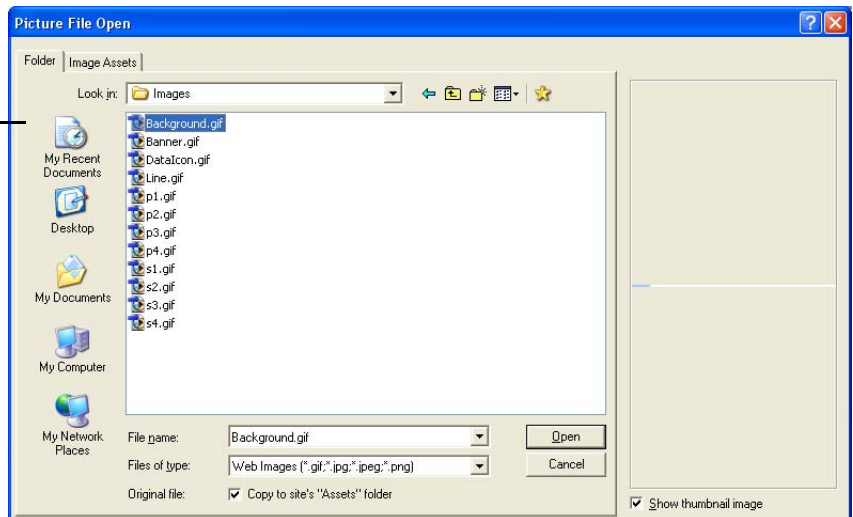 Picture File Open
Folder
Image Assets
Look in:
Images
My Recent
Documents
Desktop
My Documents
My Computer
My Network
Places
Background.gif
Banner.gif
DataIcon.gif
Line.gif
p1.gif
p2.gif
p3.gif
p4.gif
s1.gif
s2.gif
s3.gif
s4.gif
File name:
Background.gif
Open
Files of type:
Web Images (*.gif;*.jpg;*.jpeg;*.png)
Cancel
Original file:
Copy to site's "Assets" folder
Show thumbnail image